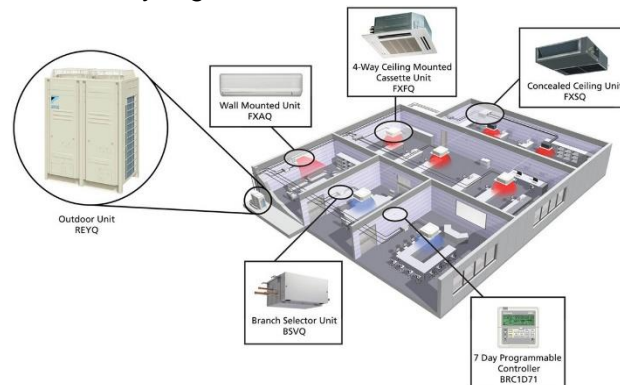 4-Way Ceiling Mounted
Cassette Unit
FXFQ
Concealed Ceiling Unit
FXSQ
Wall Mounted Unit
FXAQ
Outdoor Unit
REYQ
Branch Selector Unit
BSVQ
7 Day Programmable
Controller
BRC1D71